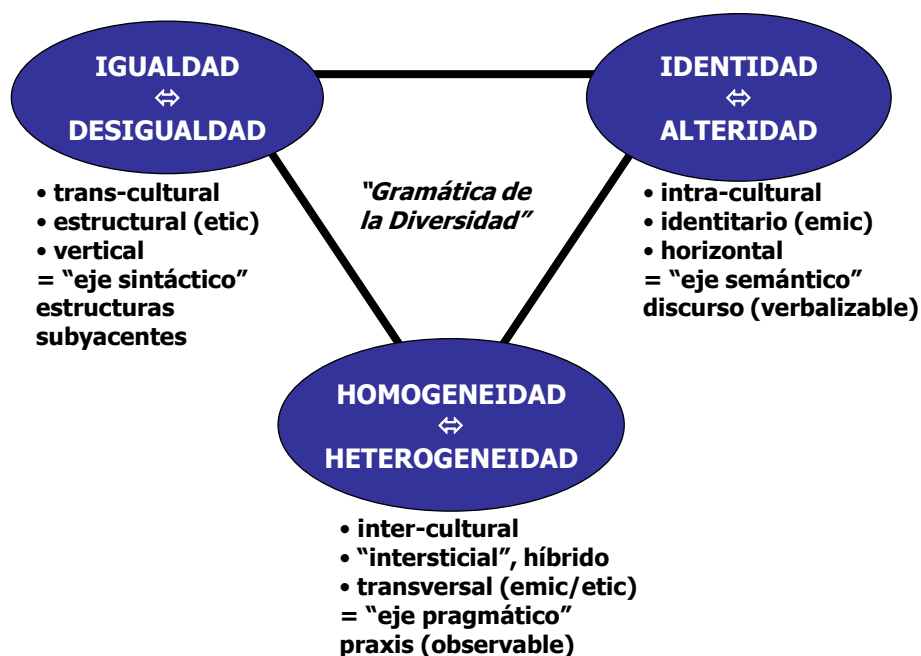 IGUALDAD
⇔
DESIGUALDAD
IDENTIDAD
⇔
ALTERIDAD
• trans-cultural
• estructural (etic)
• vertical
= “eje sintáctico”
estructuras
subyacentes
“Gramática de
la Diversidad”
• intra-cultural
• identitario (emic)
• horizontal
= “eje semántico”
discurso (verbalizable)
HOMOGENEIDAD
⇔
HETEROGENEIDAD
• inter-cultural
• “intersticial”, híbrido
• transversal (emic/etic)
= “eje pragmático”
praxis (observable)